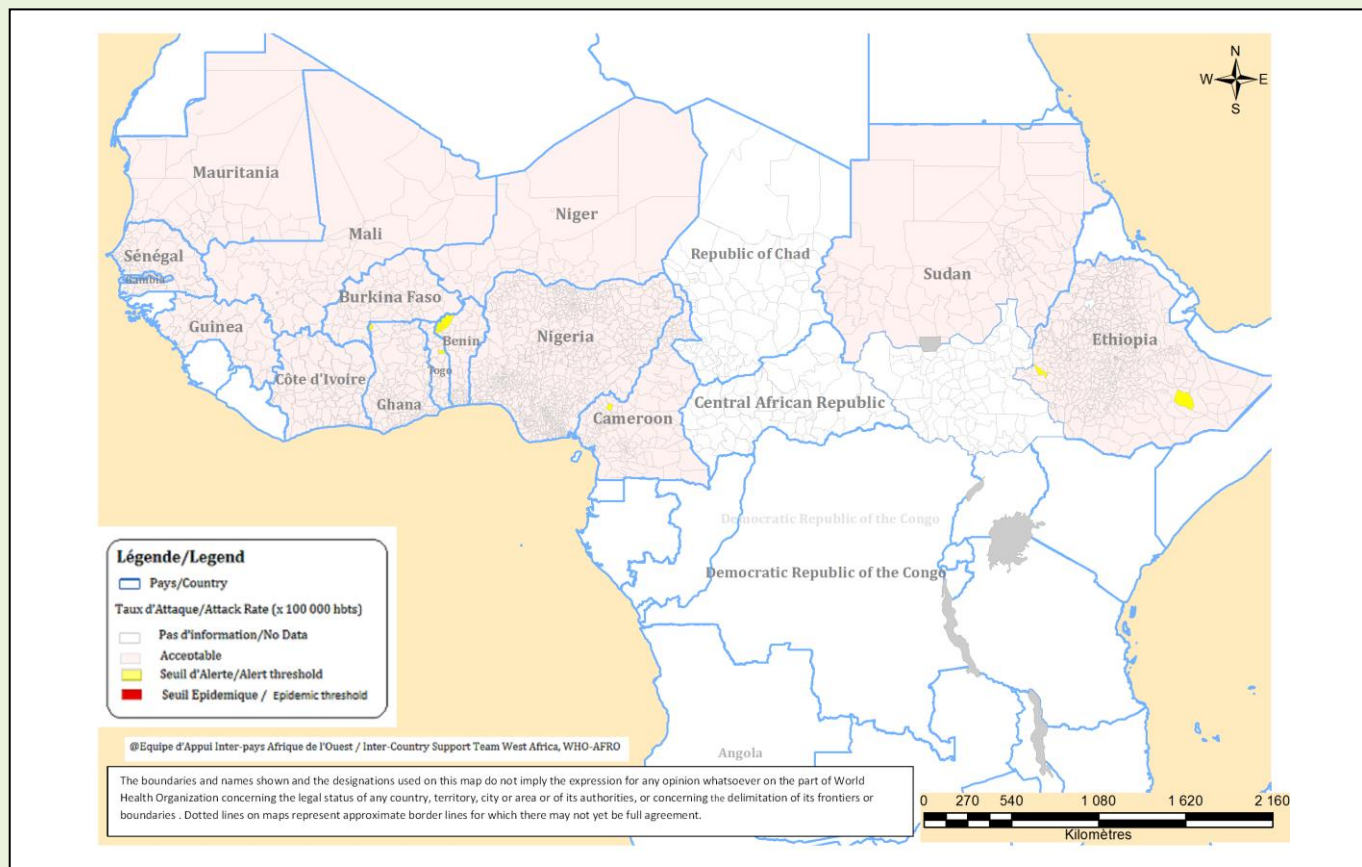 N
W E
S
Mauritania
Niger
Mali
Republic of Chad
Sénégal
Sudan
Gambia
Burkina Faso
Guinea
Nigeria
Benin
Ethiopia
Togo
Côte d'Ivoire
Ghana
Cameroon
Central African Republic
Democratic Republic of the Congo
Democratic Republic of the Congo
Angola
Légende/Legend
Pays/Country
Taux d'Attaque/Attack Rate (x 100 000 hbts)
Pas d'information/No Data
Acceptable
Seuil d'Alerte/Alert threshold
Seuil Epidemique / Epidemic threshold
@Equipe d'Appui Inter-pays Afrique de l'Ouest / Inter-Country Support Team West Africa, WHO-AFRO
The boundaries and names shown and the designations used on this map do not imply the expression for any opinion whatsoever on the part of World
Health Organization concerning the legal status of any country, territory, city or area or of its authorities, or concerning the delimitation of its frontiers or
boundaries . Dotted lines on maps represent approximate border lines for which there may not yet be full agreement.
0 270 540 1 080 1 620 2 160
Kilomètres